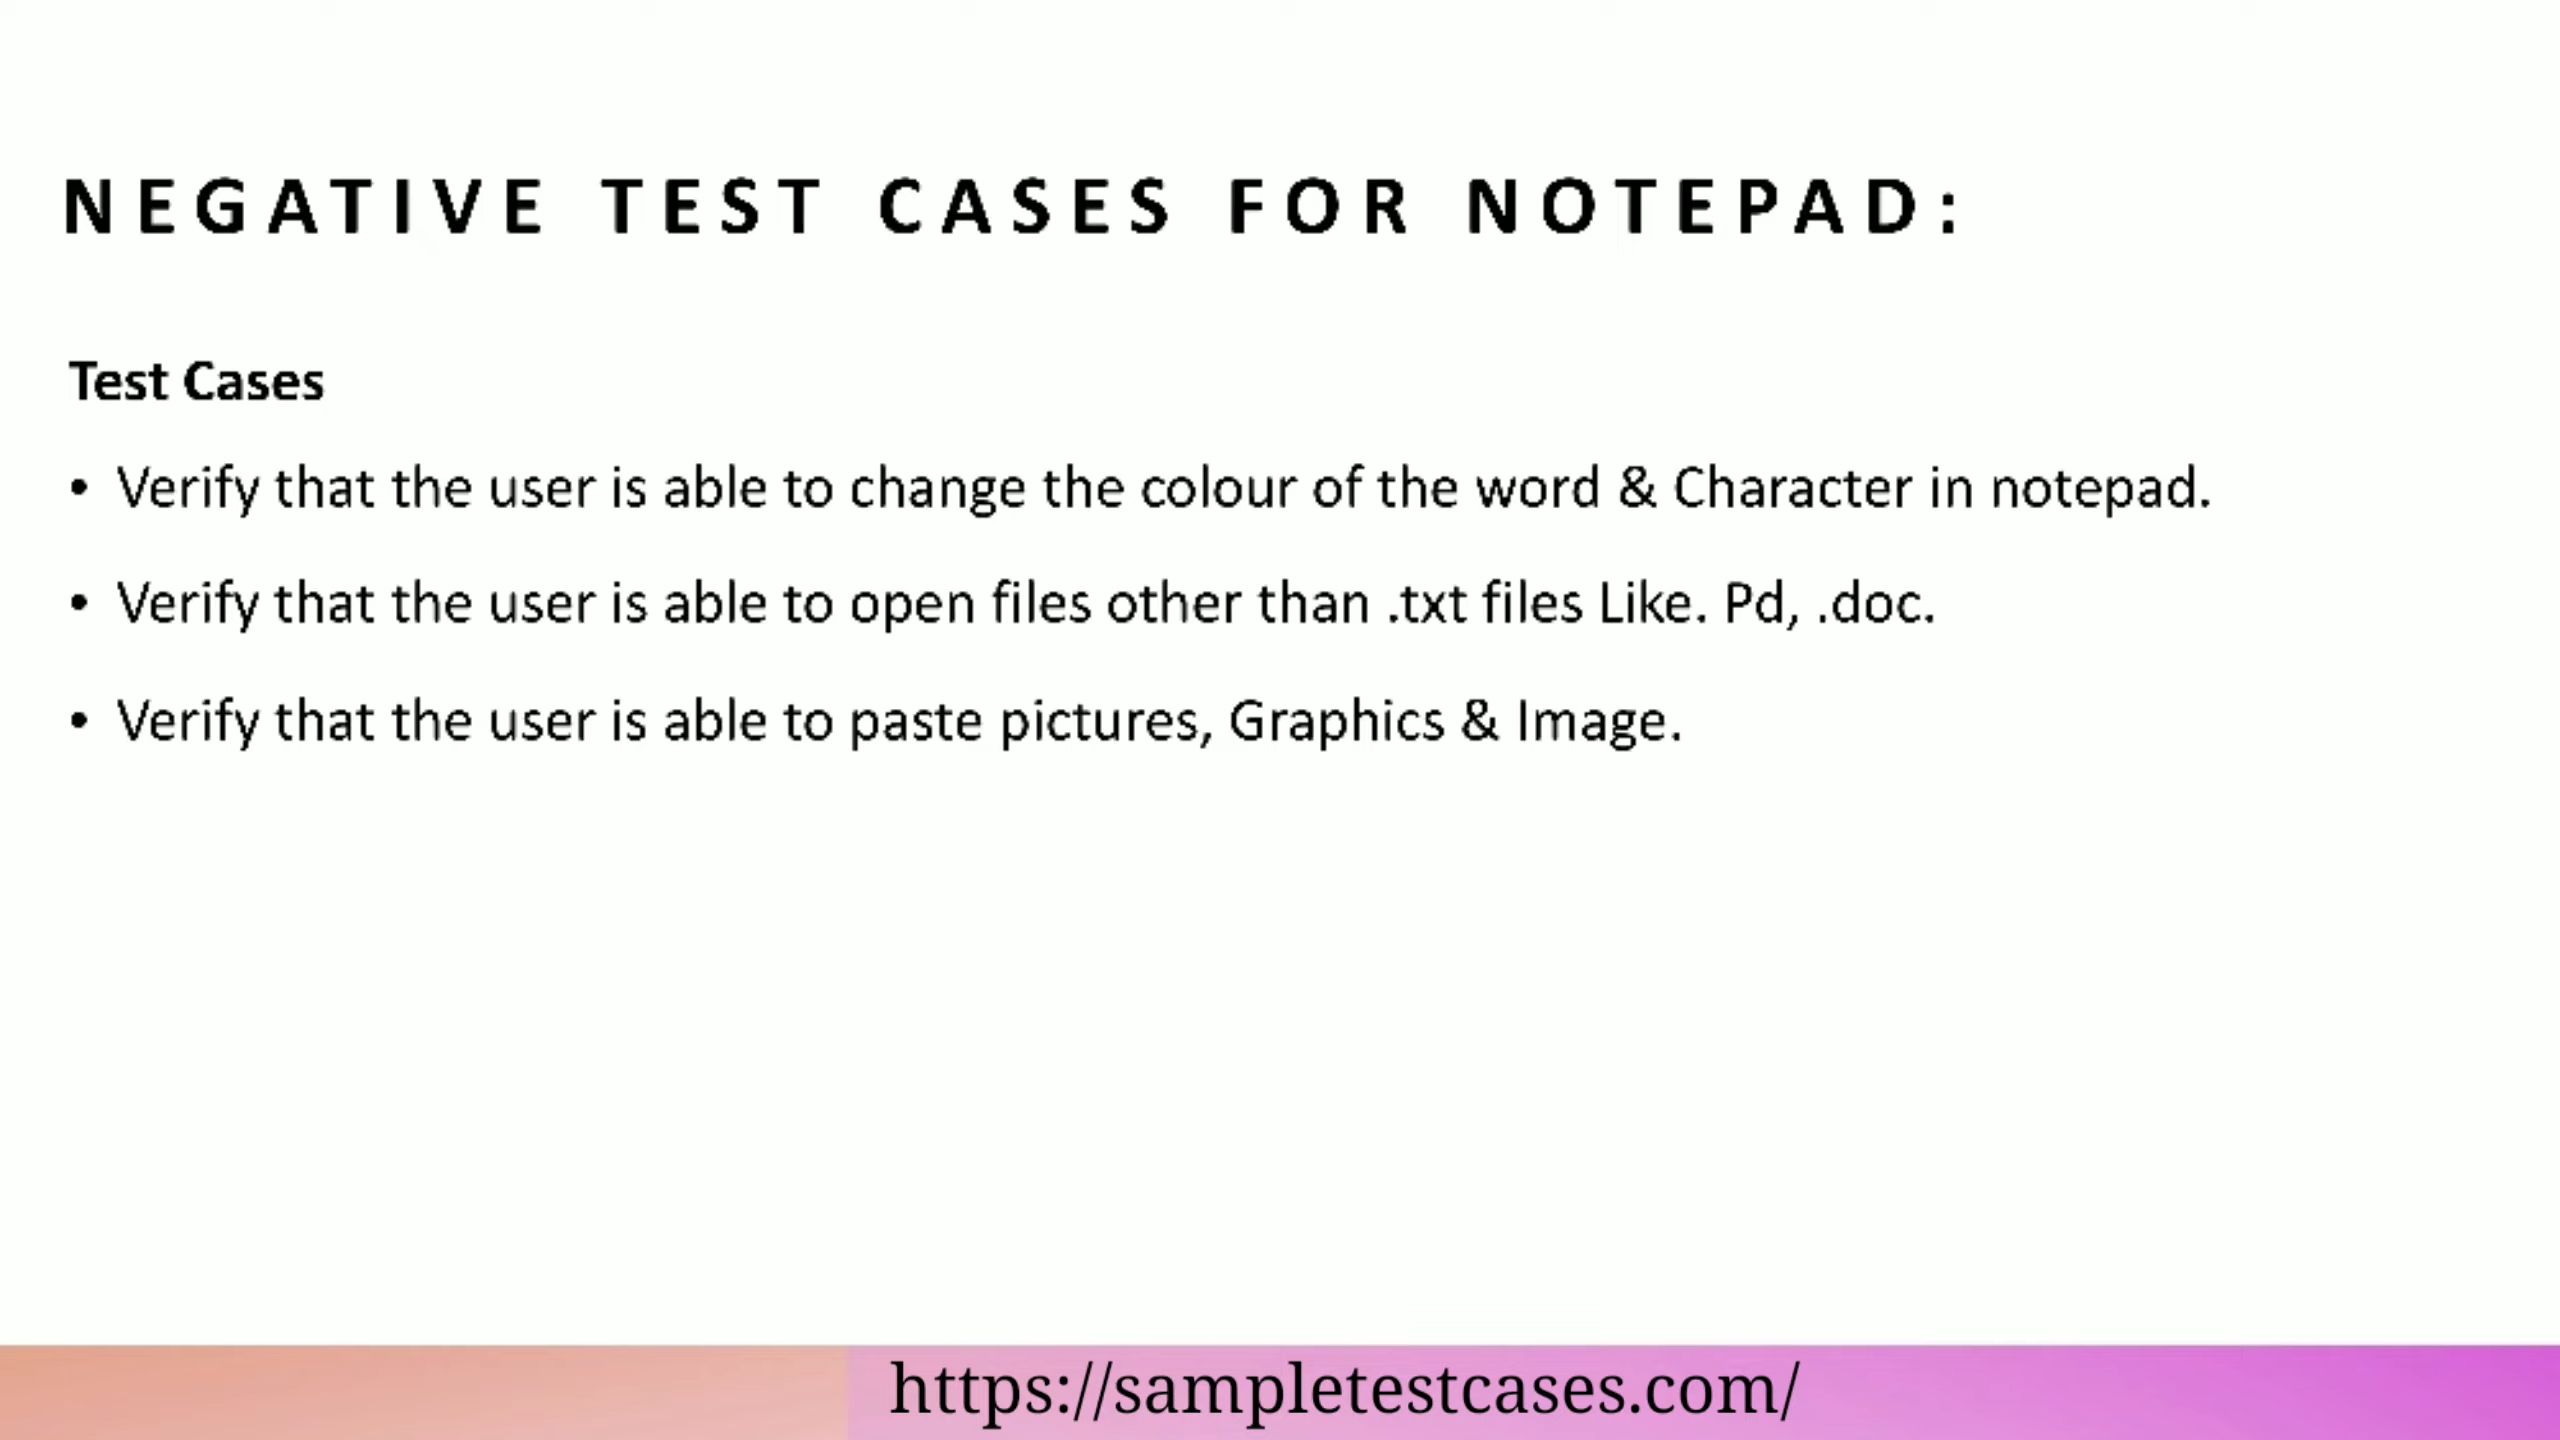 NEGATIVE TEST CASES FOR NOTEPAD:
Test Cases
• Verify that the user is able to change the colour of the word & Character in notepad.
• Verify that the user is able to open files other than .txt files Like. Pd, .doc.
• Verify that the user is able to paste pictures, Graphics & Image.
https://sampletestcases.com/